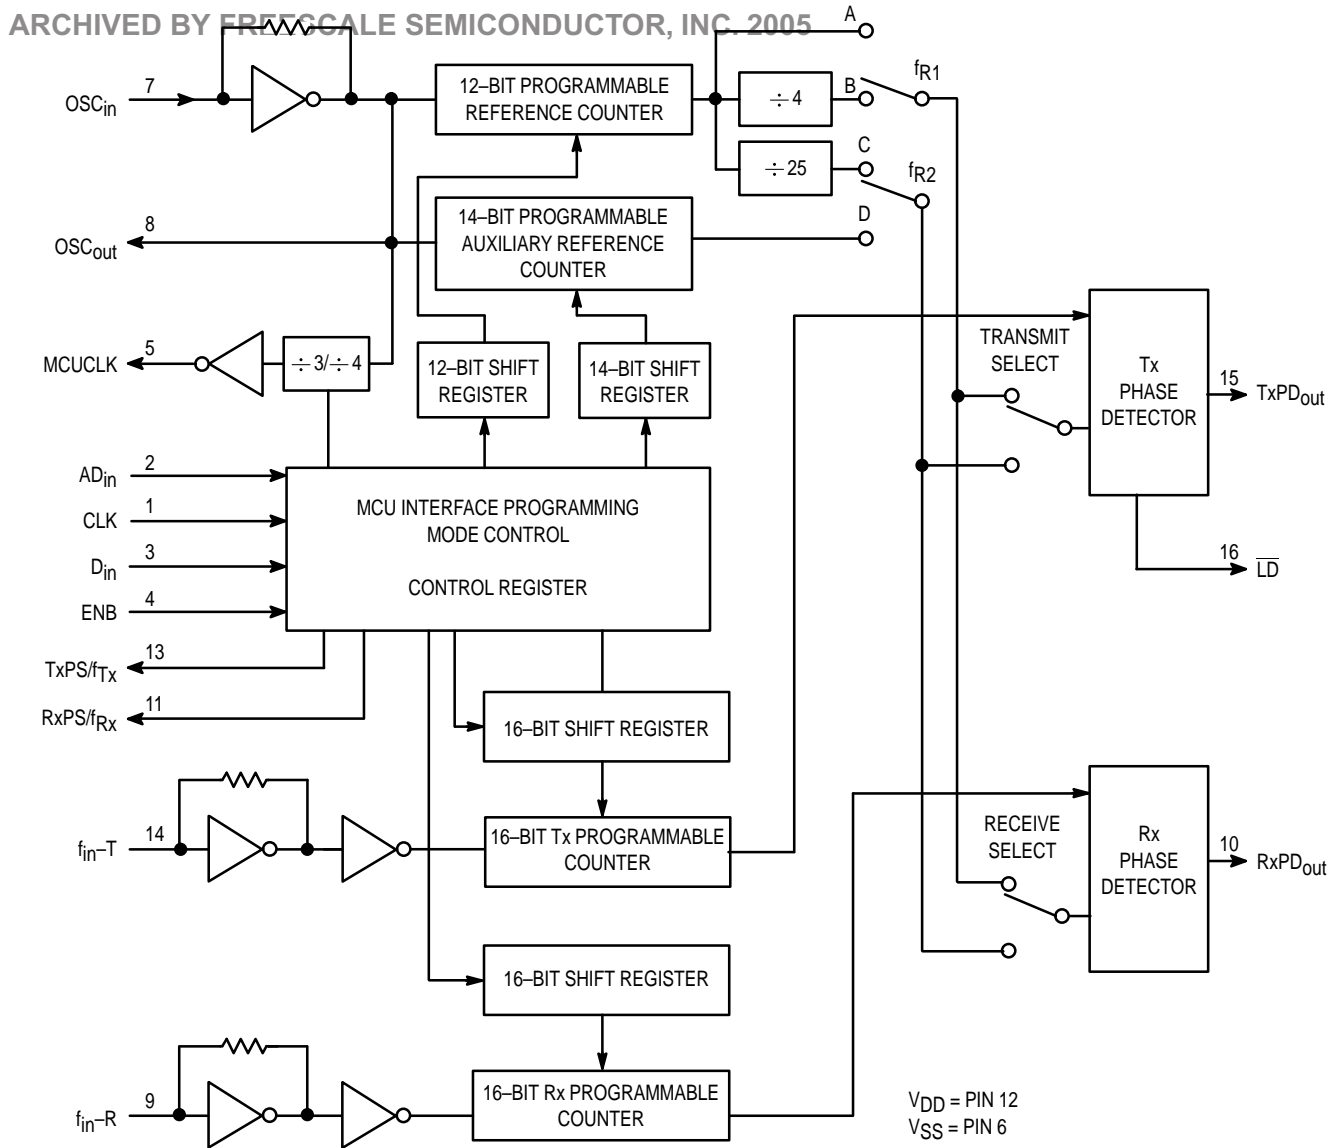 ARCHIVED BY FREESCALE SEMICONDUCTOR, INC. 2005
A
7
OSCin
12–BIT PROGRAMMABLE
REFERENCE COUNTER
÷ 4
B
fR1
÷ 25
C
fR2
8
OSCout
14–BIT PROGRAMMABLE
AUXILIARY REFERENCE
COUNTER
D
5
MCUCLK
÷ 3/÷ 4
12–BIT SHIFT
REGISTER
14–BIT SHIFT
REGISTER
TRANSMIT
SELECT
Tx
PHASE
DETECTOR
15
TxPDout
2
ADin
1
CLK
3
Din
4
ENB
MCU INTERFACE PROGRAMMING
MODE CONTROL
CONTROL REGISTER
16
L̅D̅
13
TxPS/fTx
11
RxPS/fRx
16–BIT SHIFT REGISTER
14
fin–T
16–BIT Tx PROGRAMMABLE
COUNTER
RECEIVE
SELECT
Rx
PHASE
DETECTOR
10
RxPDout
16–BIT SHIFT REGISTER
9
fin–R
16–BIT Rx PROGRAMMABLE
COUNTER
VDD = PIN 12
VSS = PIN 6